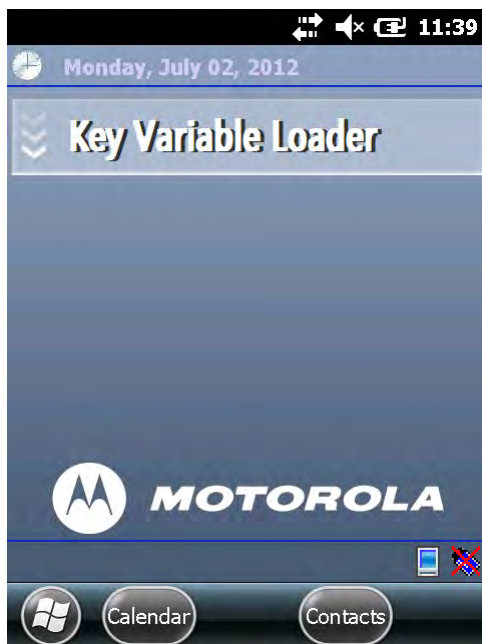 11:39
Monday, July 02, 2012
Key Variable Loader
MOTOROLA
Calendar
Contacts